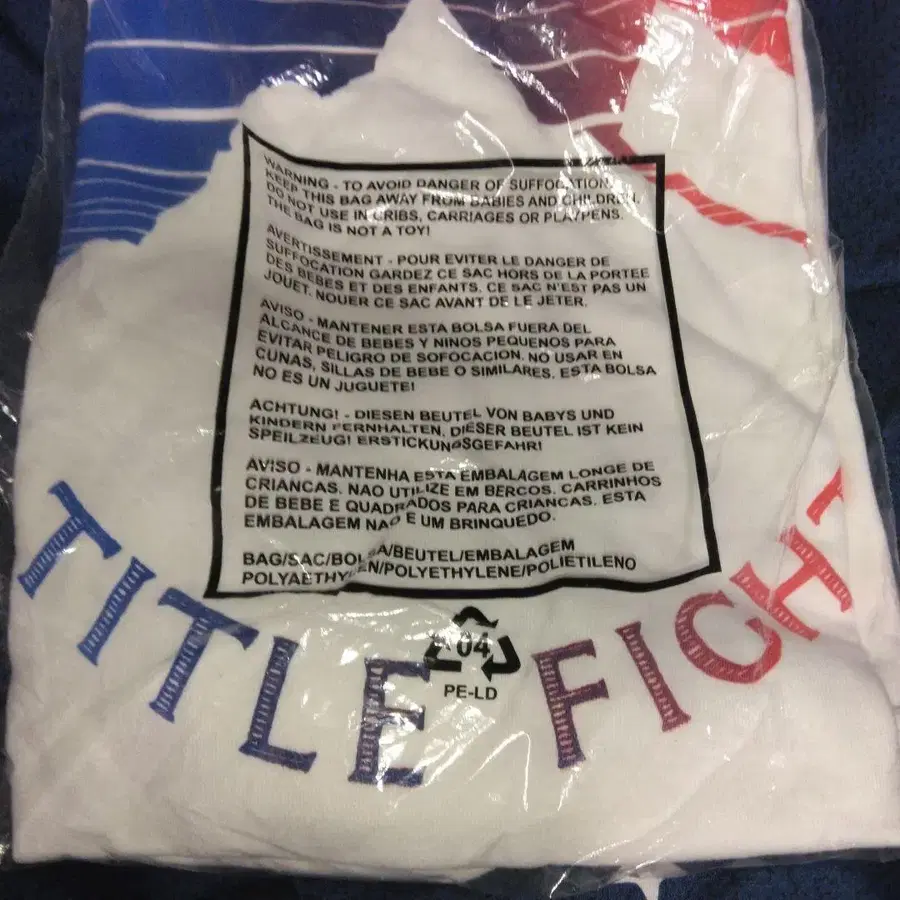 WARNING - TO AVOID DANGER OF SUFFOCATION,
KEEP THIS BAG AWAY FROM BABIES AND CHILDREN.
DO NOT USE IN CRIBS, CARRIAGES OR PLAYPENS.
THE BAG IS NOT A TOY!
AVERTISSEMENT - POUR EVITER LE DANGER DE
SUFFOCATION GARDEZ CE SAC HORS DE LA PORTEE
DES BEBES ET DES ENFANTS. CE SAC N'EST PAS UN
JOUET. NOUER CE SAC AVANT DE LE JETER.
AVISO - MANTENER ESTA BOLSA FUERA DEL
ALCANCE DE BEBES Y NINOS PEQUENOS PARA
EVITAR PELIGRO DE SOFOCACION. NO USAR EN
CUNAS, SILLAS DE BEBE O SIMILARES. ESTA BOLSA
NO ES UN JUGUETE!
ACHTUNG! - DIESEN BEUTEL VON BABYS UND
KINDERN FERNHALTEN, DIESER BEUTEL IST KEIN
SPEILZEUG! ERSTICKUNGSGEFAHR!
AVISO - MANTENHA ESTA EMBALAGEM LONGE DE
CRIANCAS. NAO UTILIZE EM BERCOS. CARRINHOS
DE BEBE E QUADRADOS PARA CRIANCAS. ESTA
EMBALAGEM NAO E UM BRINQUEDO.
BAG/SAC/BOLSA/BEUTEL/EMBALAGEM
POLYAETHYLEN/POLYETHYLENE/POLIETILENO
04
PE-LD
TITLE FIGHT